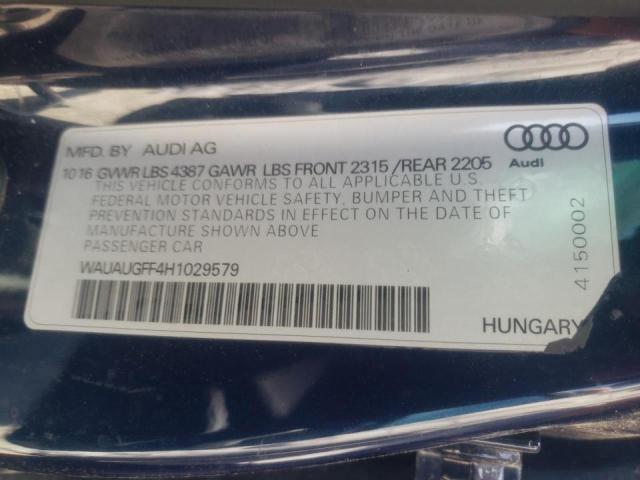 MFD. BY AUDI AG
10 16 GVWR LBS 4387 GAWR LBS FRONT 2315 /REAR 2205
THIS VEHICLE CONFORMS TO ALL APPLICABLE U.S.
FEDERAL MOTOR VEHICLE SAFETY, BUMPER AND THEFT
PREVENTION STANDARDS IN EFFECT ON THE DATE OF
MANUFACTURE SHOWN ABOVE
PASSENGER CAR
WAUAUGFF4H1029579
Audi
4150002
HUNGARY